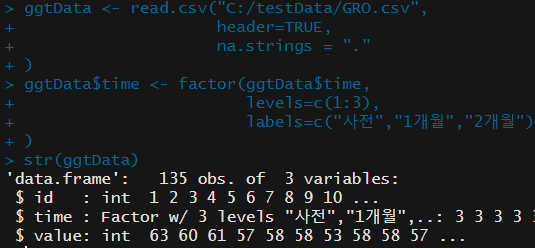 > ggtData <- read.csv("C:/testData/GRO.csv",
+ header=TRUE,
+ na.strings = "."
+ )
> ggtData$time <- factor(ggtData$time,
+ levels=c(1:3),
+ labels=c("사전","1개월","2개월")
+ )
> str(ggtData)
'data.frame': 135 obs. of 3 variables:
$ id : int 1 2 3 4 5 6 7 8 9 10 ...
$ time : Factor w/ 3 levels "사전","1개월",..: 3 3 3 3
$ value: int 63 60 61 57 58 58 53 58 58 57 ...